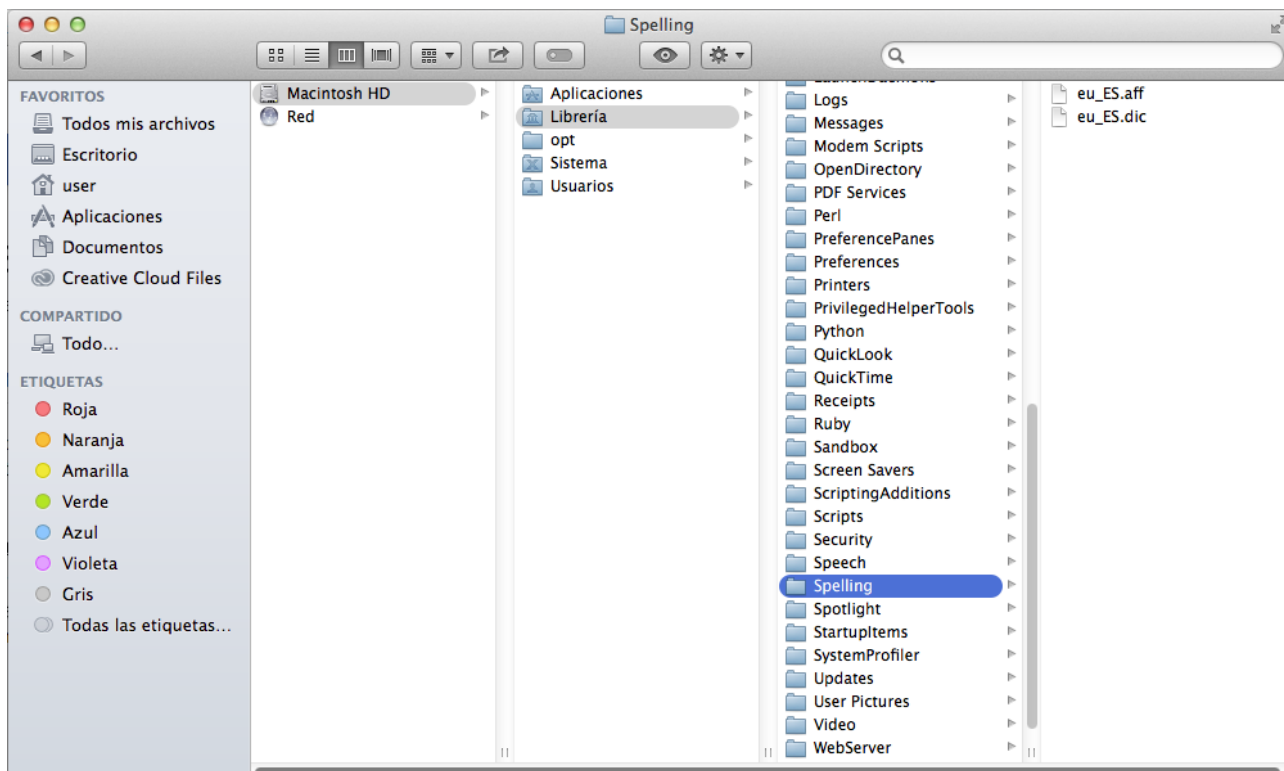 Spelling
FAVORITOS
Todos mis archivos
Escritorio
user
Aplicaciones
Documentos
Creative Cloud Files
COMPARTIDO
Todo...
ETIQUETAS
Roja
Naranja
Amarilla
Verde
Azul
Violeta
Gris
Todas las etiquetas...
Macintosh HD
Red
Aplicaciones
Librería
opt
Sistema
Usuarios
Logs
Messages
Modem Scripts
OpenDirectory
PDF Services
Perl
PreferencePanes
Preferences
Printers
PrivilegedHelperTools
Python
QuickLook
QuickTime
Receipts
Ruby
Sandbox
Screen Savers
ScriptingAdditions
Scripts
Security
Speech
Spelling
Spotlight
StartupItems
SystemProfiler
Updates
User Pictures
Video
WebServer
eu_ES.aff
eu_ES.dic